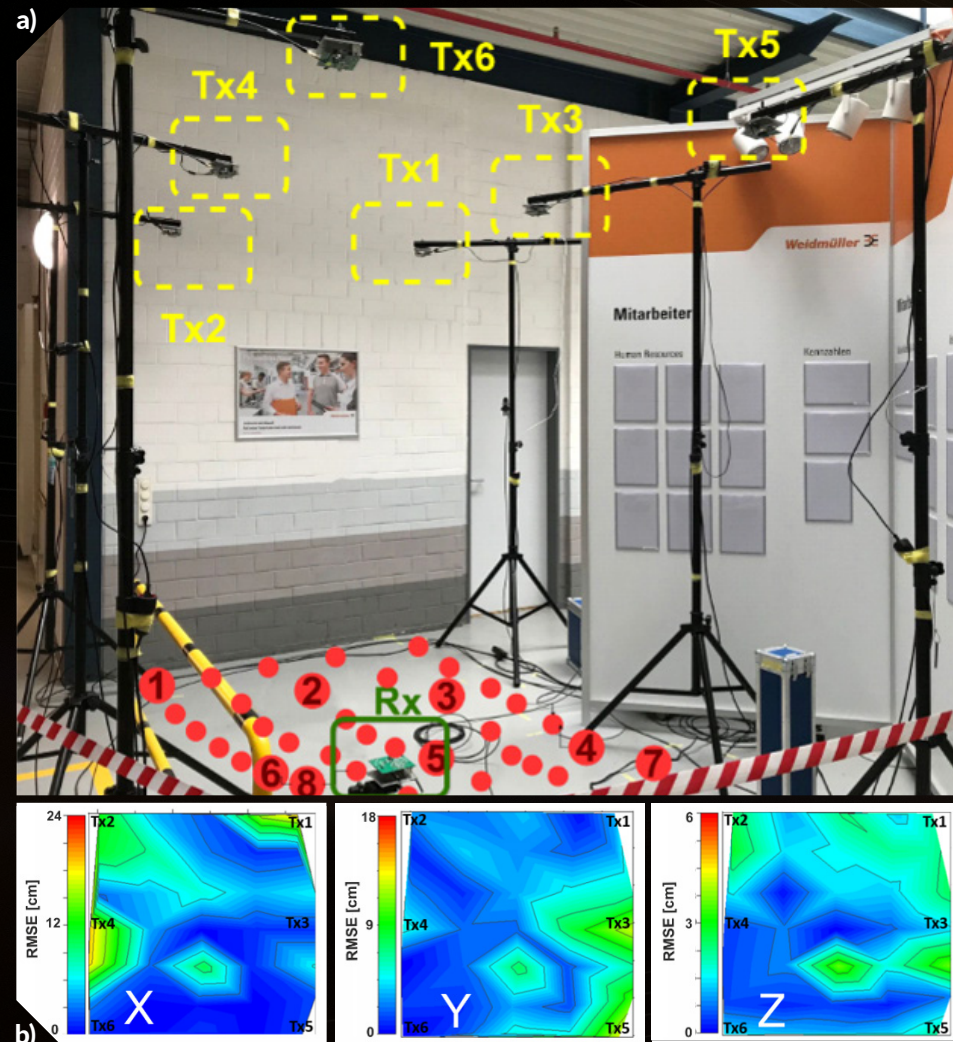 a)
Tx6
Tx5
Tx4
Tx3
Tx1
Tx2
Weidmüller
Mitarbeiter
Human Resources
Kennzahlen
1
2
3
Rx
4
5
6
7
8
24
12
0
RMSE [cm]
Tx2
Tx1
Tx4
Tx3
Tx6
Tx5
X
18
9
0
RMSE [cm]
Tx2
Tx1
Tx4
Tx3
Tx6
Tx5
Y
6
3
0
RMSE [cm]
Tx2
Tx1
Tx4
Tx3
Tx6
Tx5
Z
b)